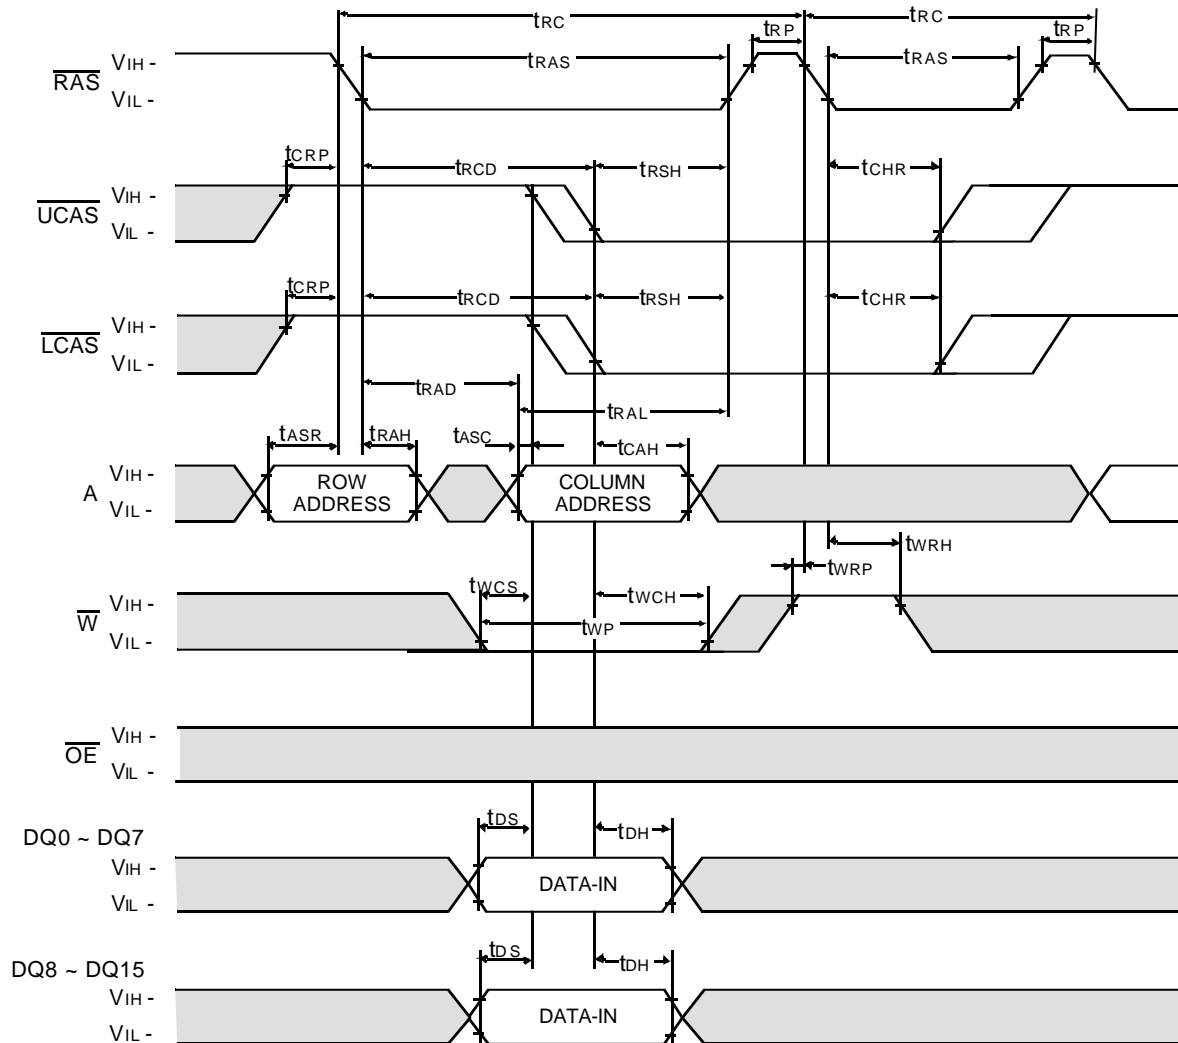 tRC tRC
tRP tRP
RAS VIH - tRAS tRAS
VIL -
tCRP tRCD tRSH tCHR
UCAS VIH -
VIL -
tCRP tRCD tRSH tCHR
LCAS VIH -
VIL -
tRAD
tRAL
tASR tRAH tASC tCAH
A VIH - ROW ADDRESS COLUMN ADDRESS
VIL -
tWRH
tWRP
tWCS tWCH
W VIH -
tWP
VIL -
OE VIH -
VIL -
tDS tDH
DQ0 ~ DQ7
VIH -
DATA-IN
VIL -
tDS tDH
DQ8 ~ DQ15
VIH -
DATA-IN
VIL -